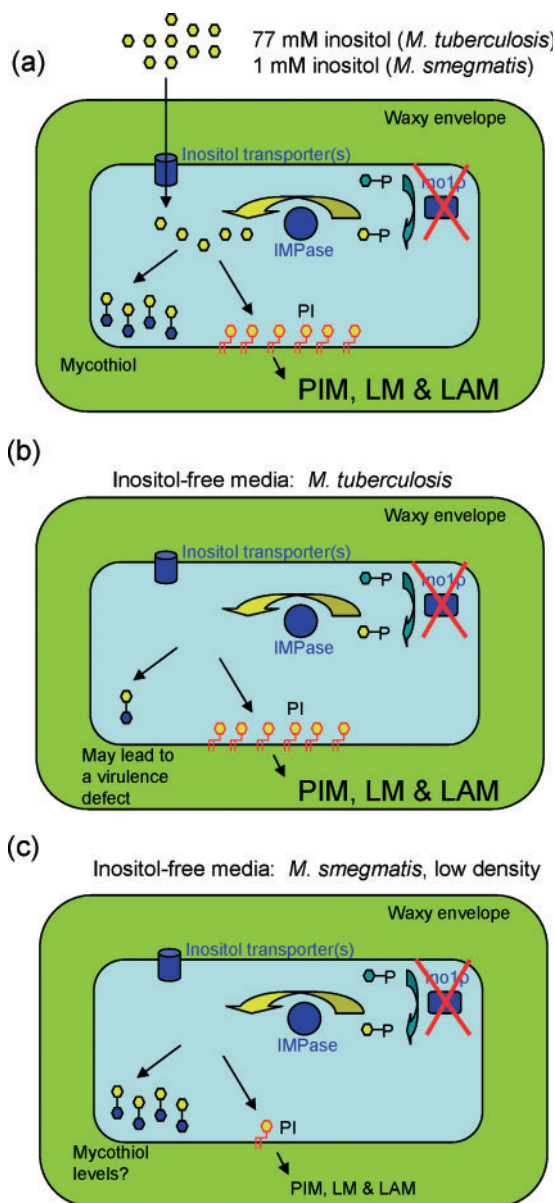 (a)
77 mM inositol (M. tuberculosis)
1 mM inositol (M. smegmatis)
Waxy envelope
Inositol transporter(s)
P
ino1p
P
IMPase
PI
Mycothiol
PIM, LM & LAM
(b)
Inositol-free media: M. tuberculosis
Waxy envelope
Inositol transporter(s)
P
ino1p
P
IMPase
PI
May lead to
a virulence
defect
PIM, LM & LAM
(c)
Inositol-free media: M. smegmatis, low density
Waxy envelope
Inositol transporter(s)
P
ino1p
P
IMPase
PI
Mycothiol
levels?
PIM, LM & LAM